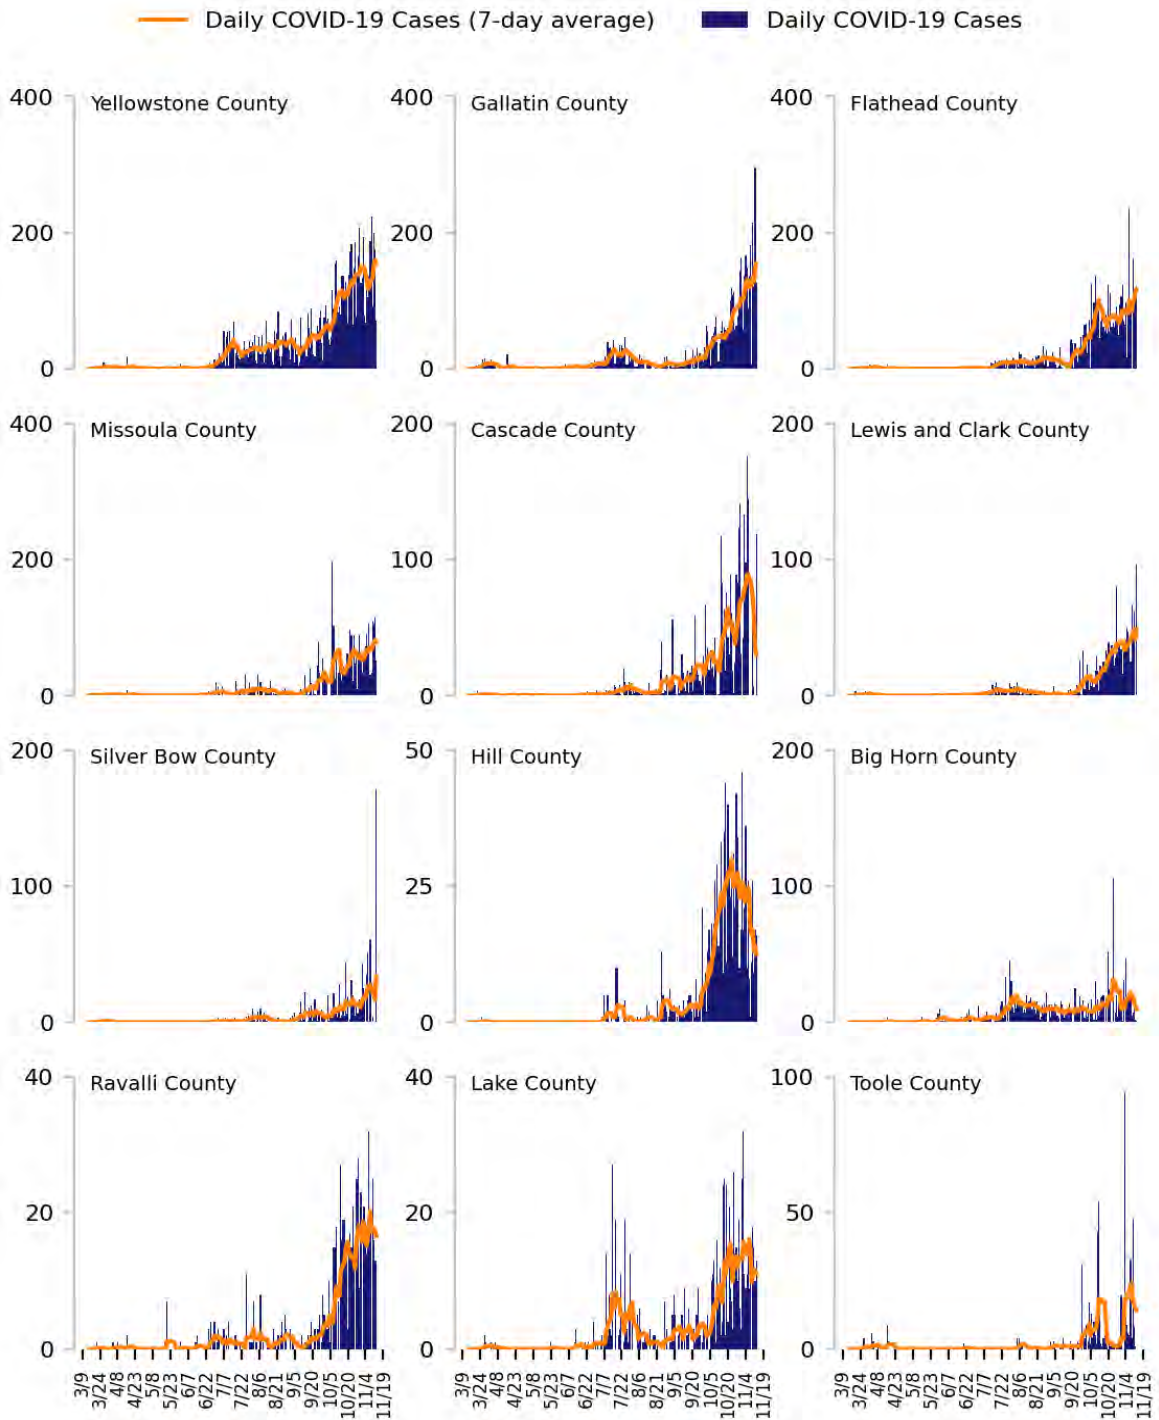 Daily COVID-19 Cases (7-day average) Daily COVID-19 Cases
Yellowstone County Gallatin County Flathead County
400 400 400
200 200 200
0 0 0
Missoula County Cascade County Lewis and Clark County
400 200 200
200 100 100
0 0 0
Silver Bow County Hill County Big Horn County
200 50 200
100 25 100
0 0 0
Ravalli County Lake County Toole County
40 40 100
20 20 50
0 0 0
3/9 3/24 4/8 4/23 5/8 5/23 6/7 6/22 7/7 7/22 8/6 8/21 9/5 9/20 10/5 10/20 11/4 11/19
3/9 3/24 4/8 4/23 5/8 5/23 6/7 6/22 7/7 7/22 8/6 8/21 9/5 9/20 10/5 10/20 11/4 11/19
3/9 3/24 4/8 4/23 5/8 5/23 6/7 6/22 7/7 7/22 8/6 8/21 9/5 9/20 10/5 10/20 11/4 11/19